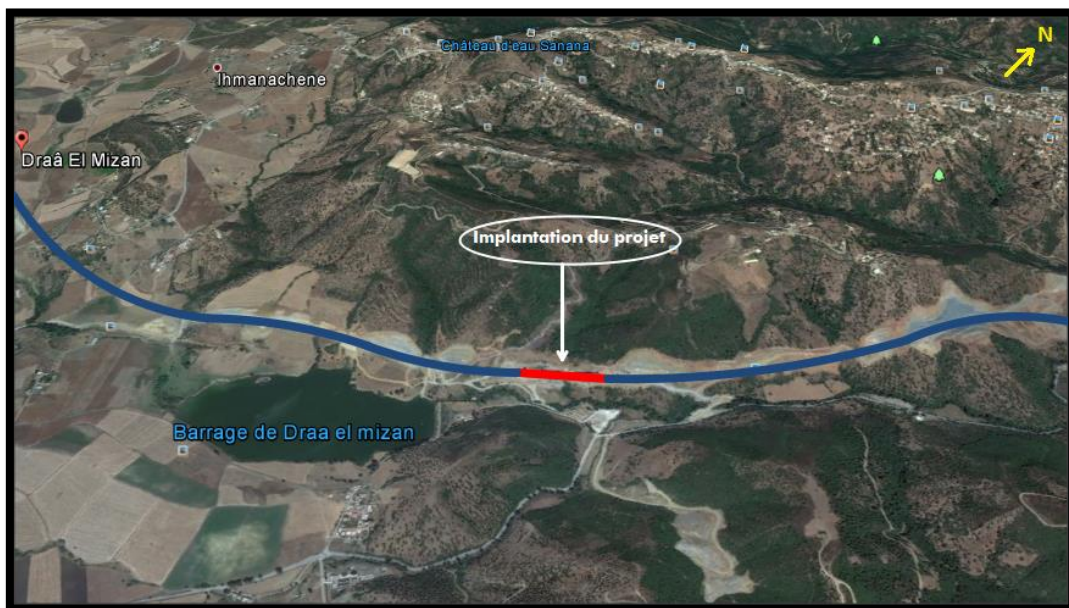 N
Château d'eau Sanana
Ihmanachene
Draâ El Mizan
Implantation du projet
Barrage de Draa el mizan